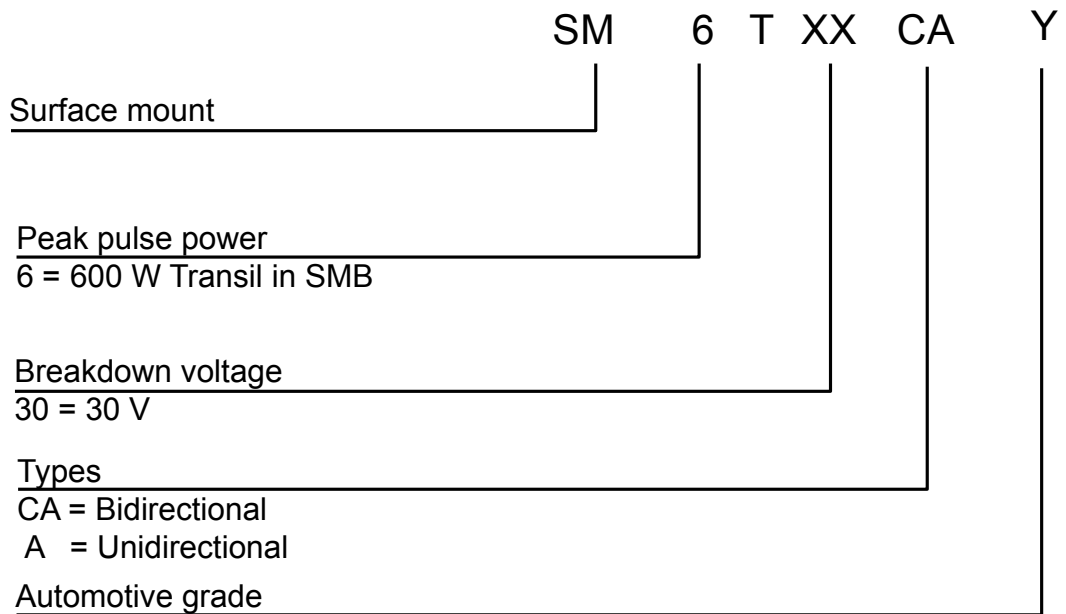 SM 6 T XX CA Y
Surface mount
Peak pulse power
6 = 600 W Transil in SMB
Breakdown voltage
30 = 30 V
Types
CA = Bidirectional
A = Unidirectional
Automotive grade